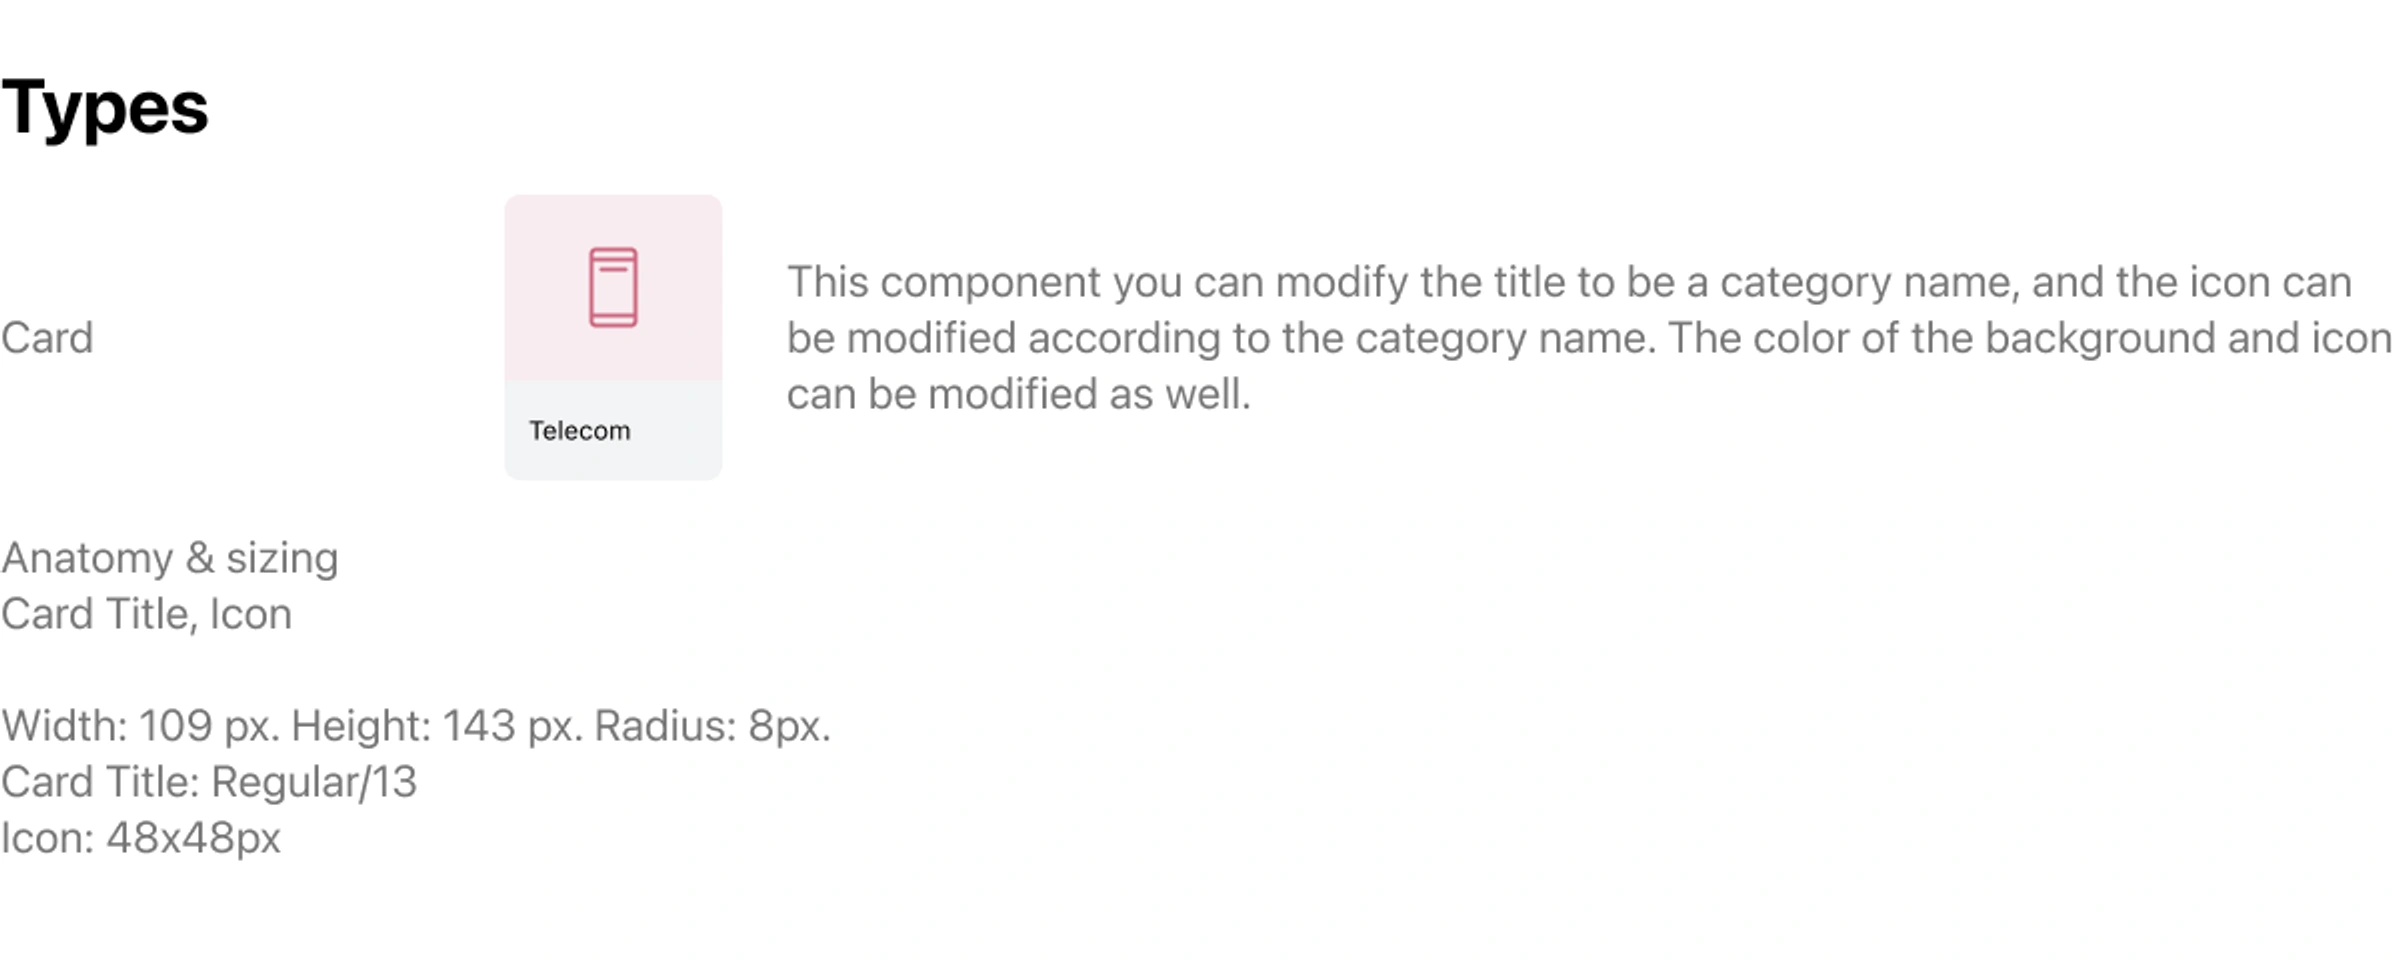 Types
Card
Telecom
This component you can modify the title to be a category name, and the icon can
be modified according to the category name. The color of the background and icon
can be modified as well.
Anatomy & sizing
Card Title, Icon
Width: 109 px. Height: 143 px. Radius: 8px.
Card Title: Regular/13
Icon: 48x48px